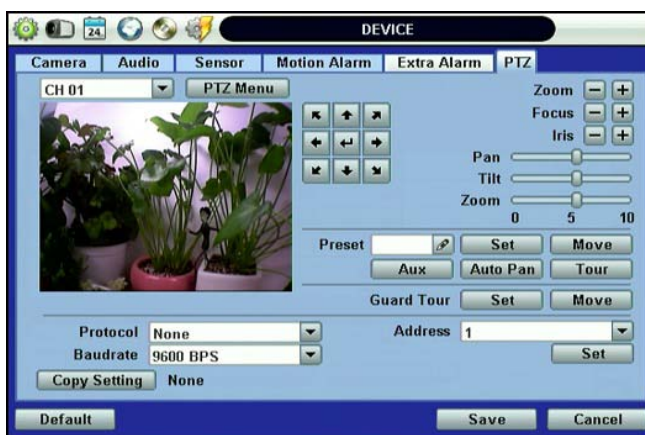 24
DEVICE
Camera Audio Sensor Motion Alarm Extra Alarm PTZ
CH 01 PTZ Menu
Zoom
Focus
Iris
Pan
Tilt
Zoom
0 5 10
Preset Set Move
Aux Auto Pan Tour
Guard Tour Set Move
Protocol None Address 1
Baudrate 9600 BPS Set
Copy Setting None
Default Save Cancel